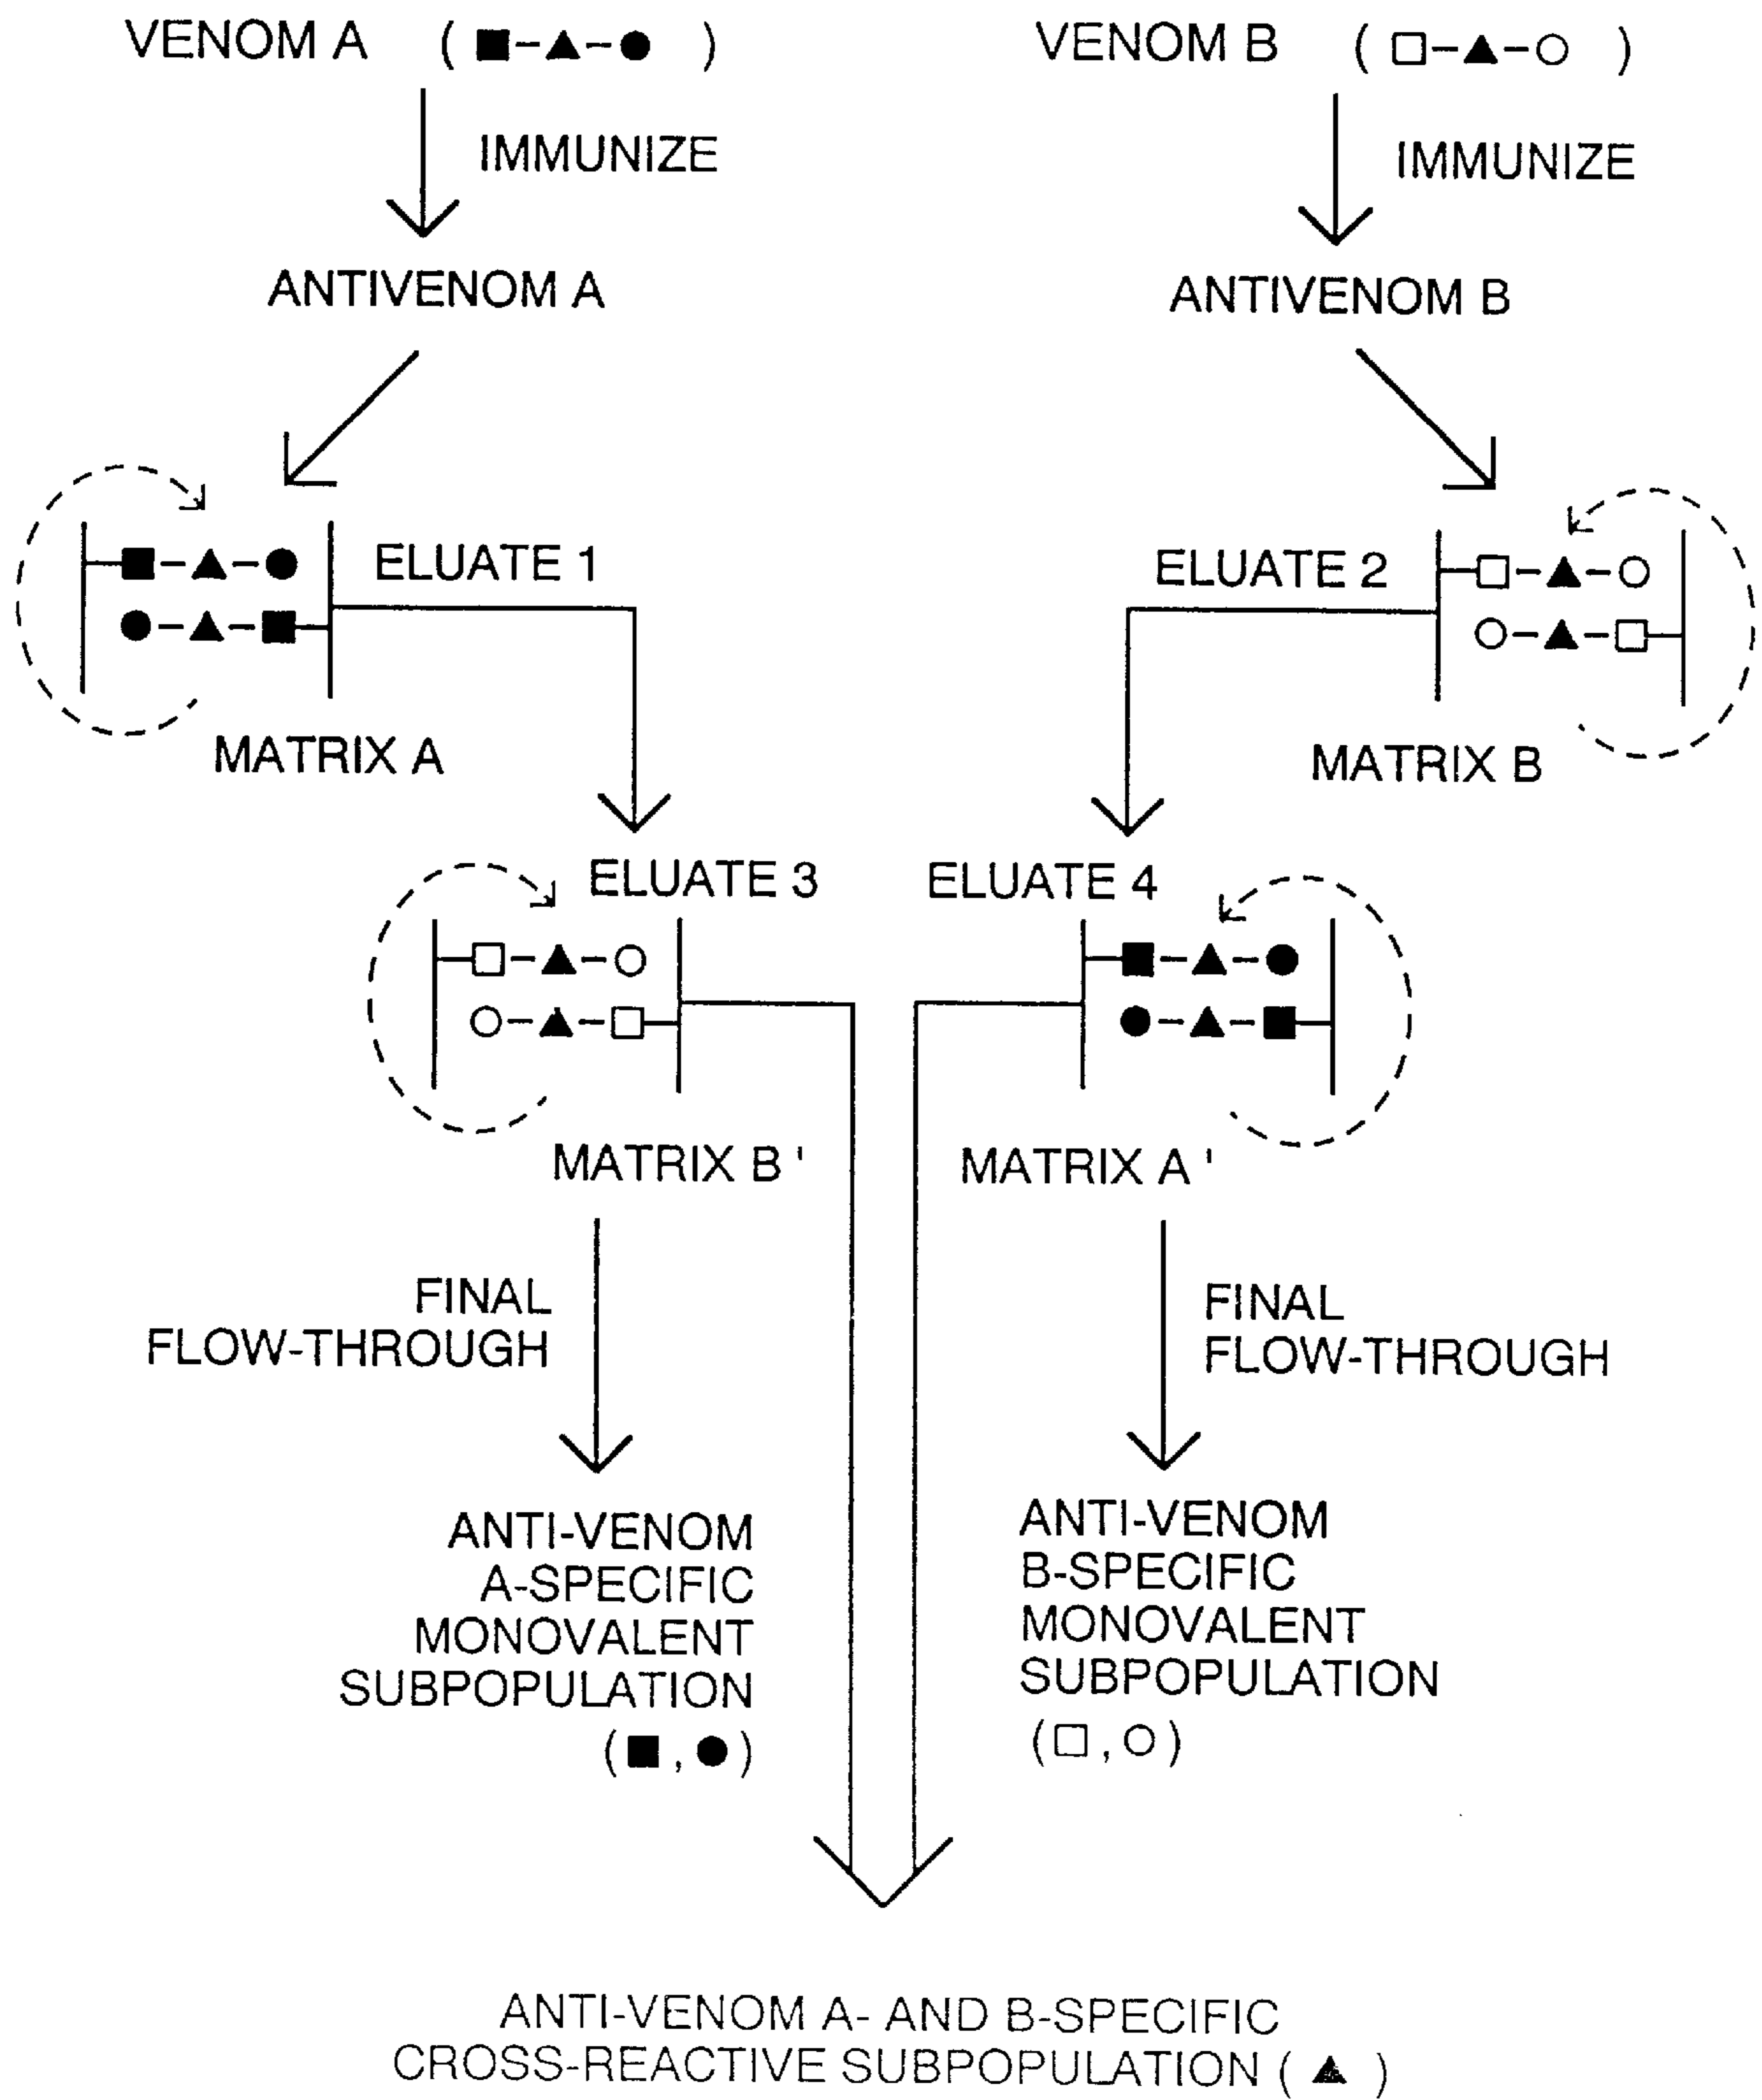 VENOM A ( ■-▲-● )
VENOM B ( □-▲-○ )
IMMUNIZE
IMMUNIZE
ANTIVENOM A
ANTIVENOM B
ELUATE 1
ELUATE 2
MATRIX A
MATRIX B
ELUATE 3
ELUATE 4
MATRIX B '
MATRIX A '
FINAL
FLOW-THROUGH
FINAL
FLOW-THROUGH
ANTI-VENOM
A-SPECIFIC
MONOVALENT
SUBPOPULATION
(■,●)
ANTI-VENOM
B-SPECIFIC
MONOVALENT
SUBPOPULATION
(□,○)
ANTI-VENOM A- AND B-SPECIFIC
CROSS-REACTIVE SUBPOPULATION ( ▲ )